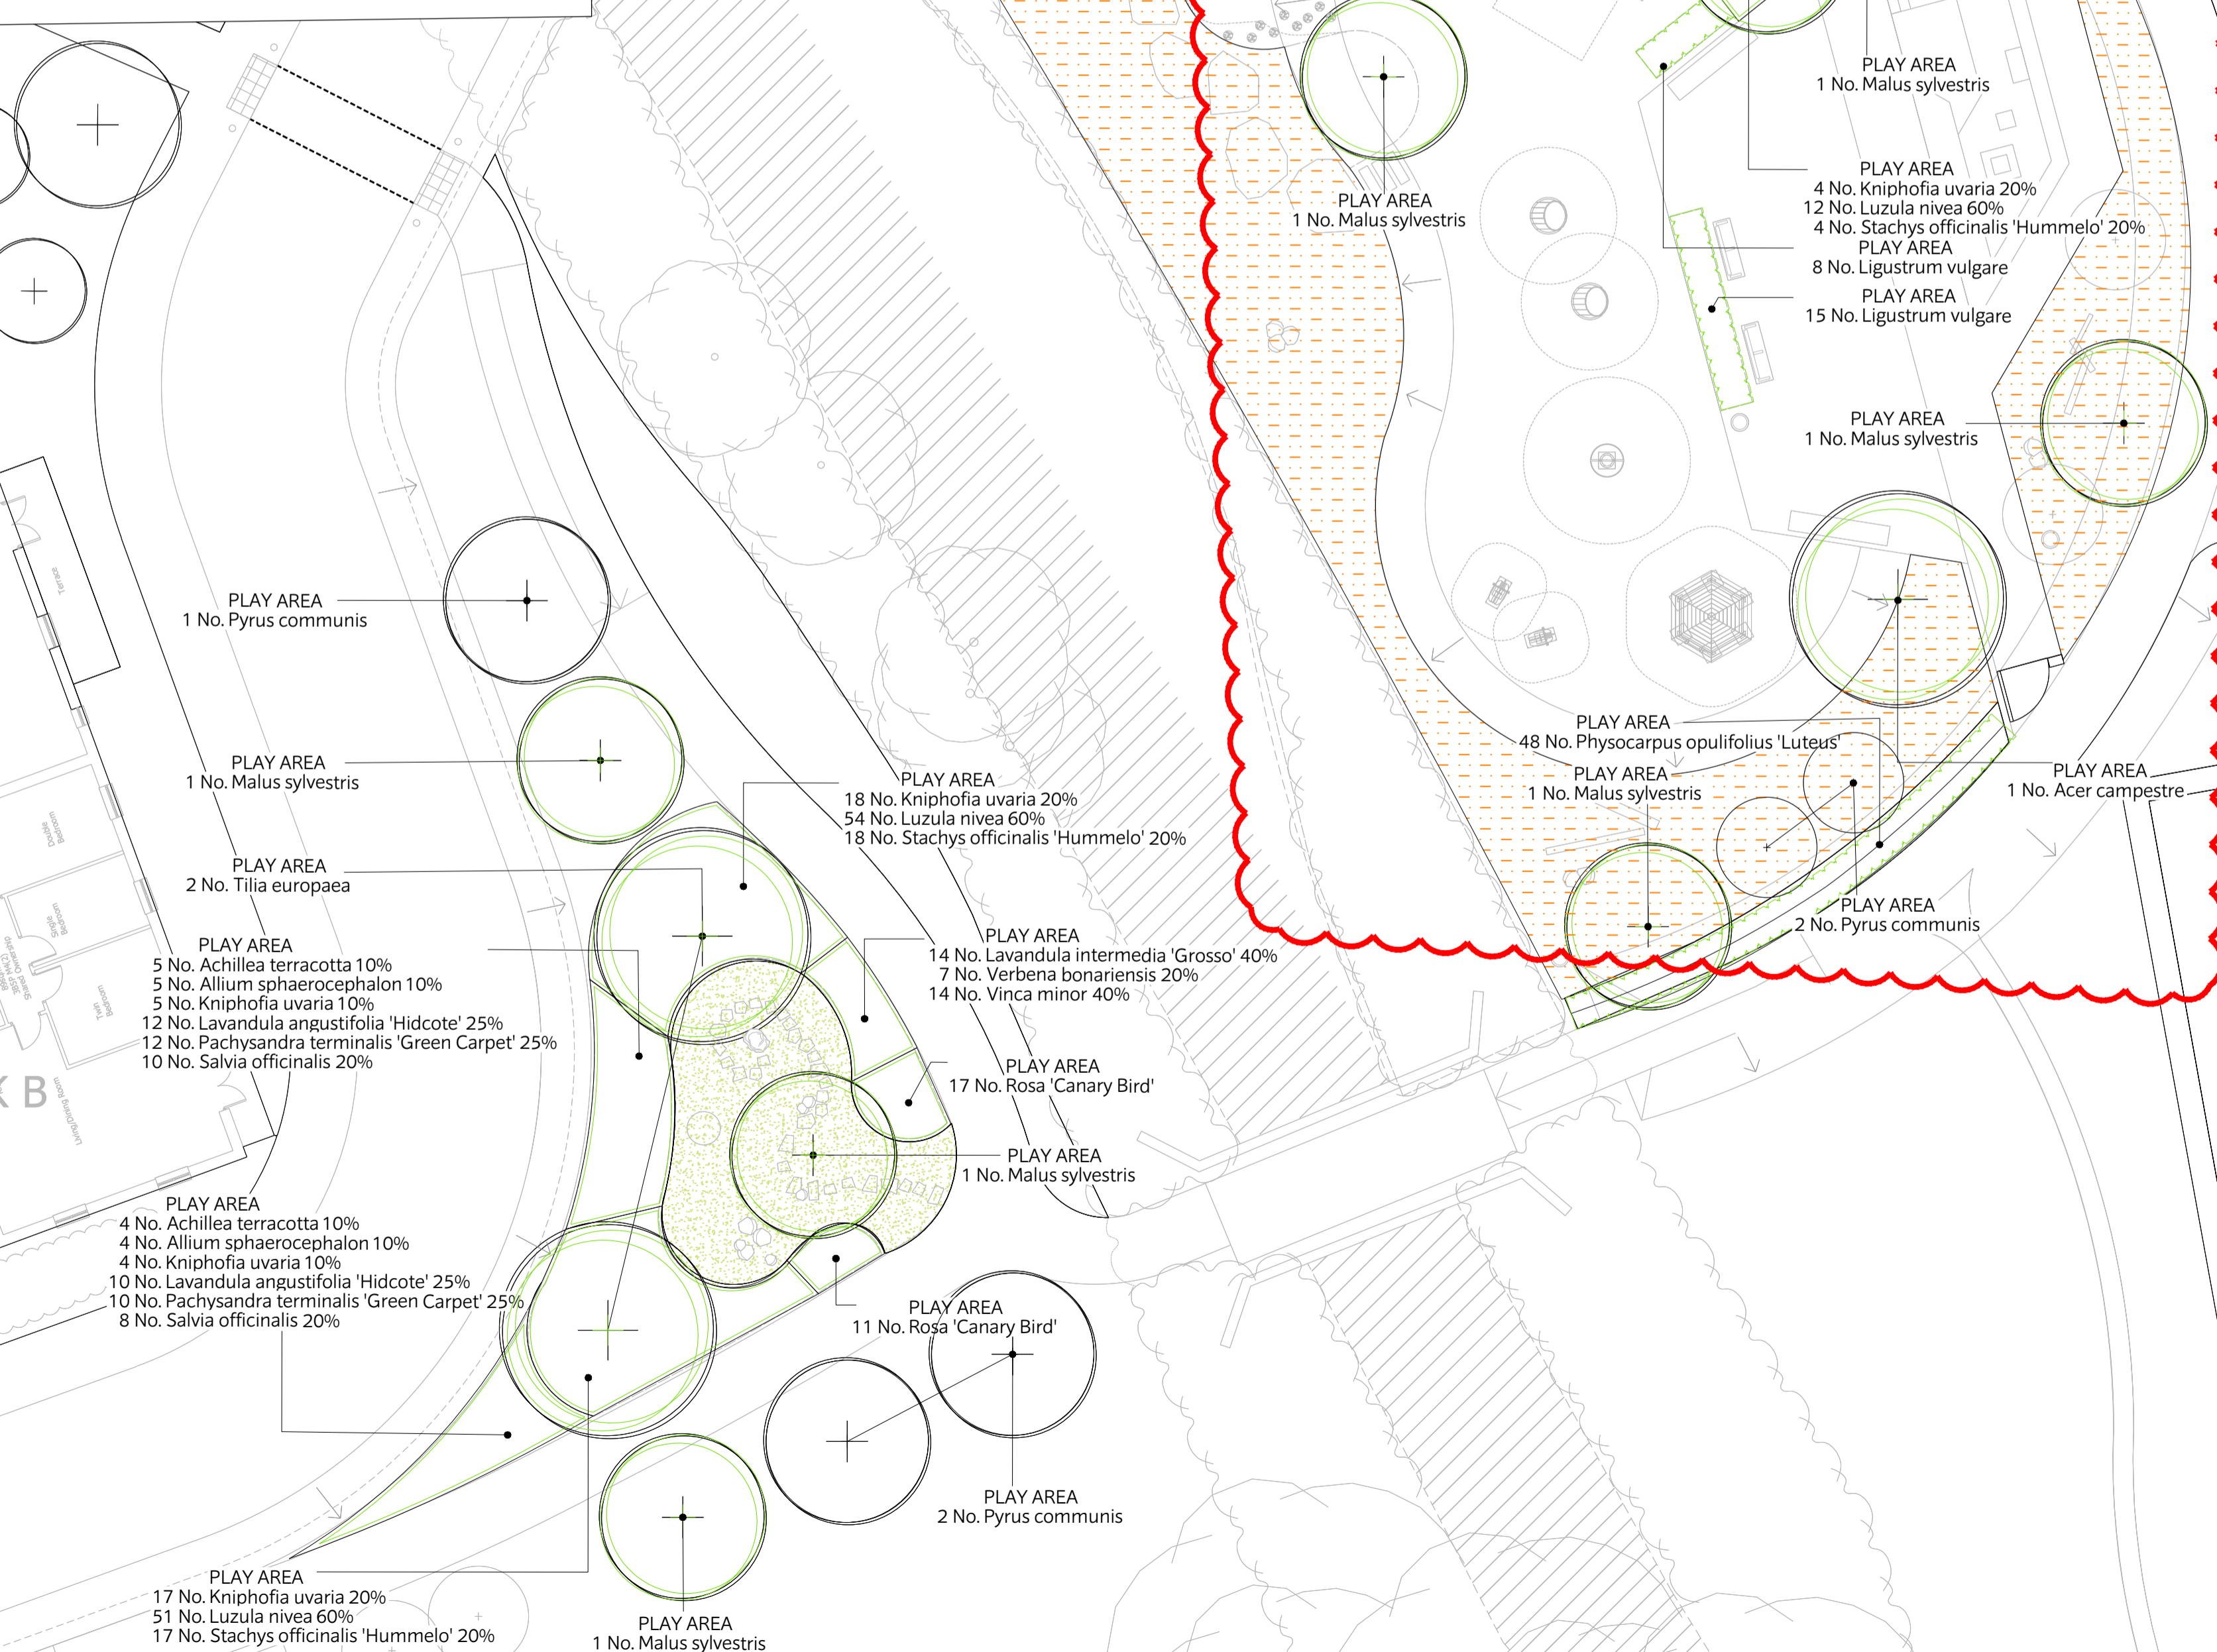 PLAY AREA
1 No. Malus sylvestris
PLAY AREA
4 No. Kniphofia uvaria 20%
12 No. Luzula nivea 60%
4 No. Stachys officinalis 'Hummelo' 20%
PLAY AREA
8 No. Ligustrum vulgare
PLAY AREA
15 No. Ligustrum vulgare
PLAY AREA
1 No. Malus sylvestris
PLAY AREA
1 No. Malus sylvestris
Terrace
PLAY AREA
1 No. Pyrus communis
PLAY AREA
48 No. Physocarpus opulifolius 'Luteus'
PLAY AREA
1 No. Malus sylvestris
PLAY AREA
1 No. Acer campestre
PLAY AREA
2 No. Pyrus communis
PLAY AREA
1 No. Malus sylvestris
PLAY AREA
18 No. Kniphofia uvaria 20%
54 No. Luzula nivea 60%
18 No. Stachys officinalis 'Hummelo' 20%
Double
Bedroom
PLAY AREA
2 No. Tilia europaea
Single
Bedroom
PLAY AREA
5 No. Achillea terracotta 10%
5 No. Allium sphaerocephalon 10%
5 No. Kniphofia uvaria 10%
12 No. Lavandula angustifolia 'Hidcote' 25%
12 No. Pachysandra terminalis 'Green Carpet' 25%
10 No. Salvia officinalis 20%
PLAY AREA
14 No. Lavandula intermedia 'Grosso' 40%
7 No. Verbena bonariensis 20%
14 No. Vinca minor 40%
Shared Ownership
Twin
Bedroom
K B
Living/Dining Room
PLAY AREA
17 No. Rosa 'Canary Bird'
PLAY AREA
1 No. Malus sylvestris
PLAY AREA
4 No. Achillea terracotta 10%
4 No. Allium sphaerocephalon 10%
4 No. Kniphofia uvaria 10%
10 No. Lavandula angustifolia 'Hidcote' 25%
10 No. Pachysandra terminalis 'Green Carpet' 25%
8 No. Salvia officinalis 20%
PLAY AREA
11 No. Rosa 'Canary Bird'
PLAY AREA
2 No. Pyrus communis
PLAY AREA
17 No. Kniphofia uvaria 20%
51 No. Luzula nivea 60%
17 No. Stachys officinalis 'Hummelo' 20%
PLAY AREA
1 No. Malus sylvestris